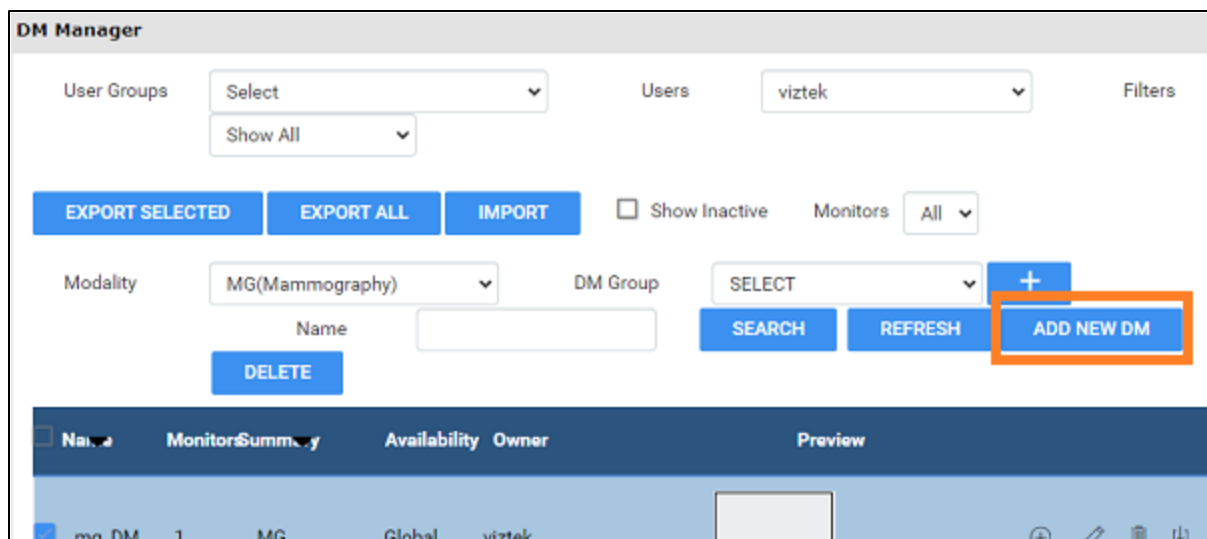 DM Manager
User Groups Select Users viztek Filters
Show All
EXPORT SELECTED EXPORT ALL IMPORT Show Inactive Monitors All
Modality MG(Mammography) DM Group SELECT +
Name SEARCH REFRESH ADD NEW DM
DELETE
Monitors Availability Owner Preview
mg_DM 1 MG Global viztek